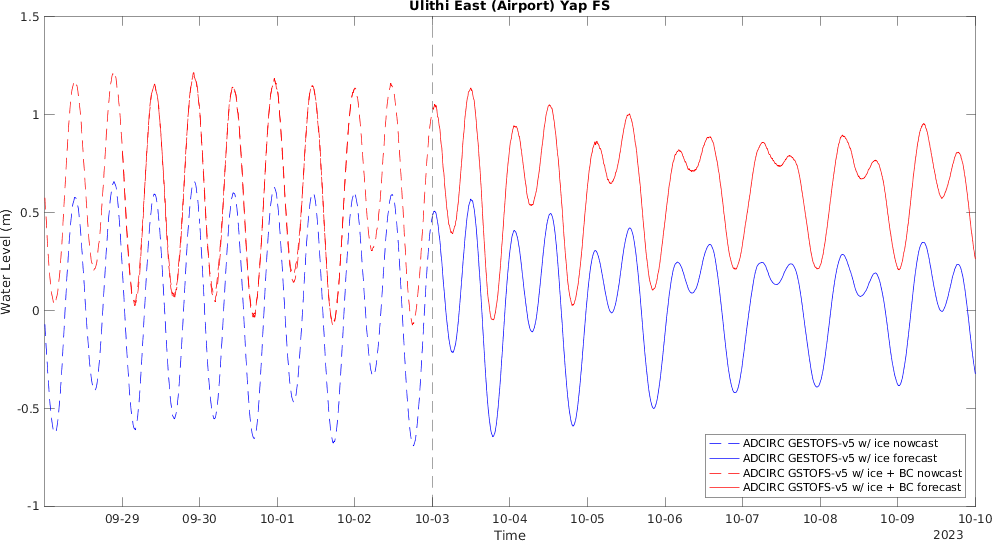 Ulithi East (Airport) Yap FS
1.5
1
0.5
0
-0.5
-1
Water Level (m)
09-29
09-30
10-01
10-02
10-03
10-04
10-05
10-06
10-07
10-08
10-09
10-10
Time
2023
ADCIRC GESTOFS-v5 w/ ice nowcast
ADCIRC GESTOFS-v5 w/ ice forecast
ADCIRC GSTOFS-v5 w/ ice + BC nowcast
ADCIRC GSTOFS-v5 w/ ice + BC forecast